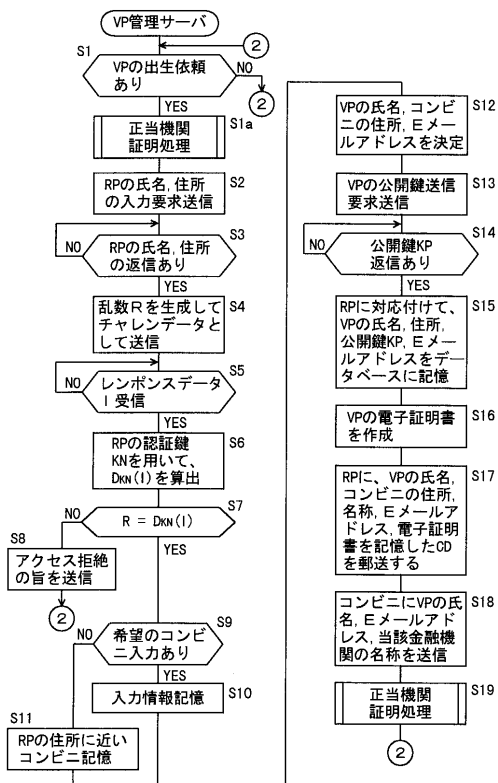 VP管理サーバ
2
S1
VPの出生依頼
あり
NO
2
YES
正当機関
証明処理
S1a
RPの氏名,住所
の入力要求送信
S2
S3
NO
RPの氏名,住所
の返信あり
YES
乱数Rを生成して
チャレンデータと
して送信
S4
S5
NO
レンポンスデータ
I 受信
YES
RPの認証鍵
KNを用いて、
DKN(I)を算出
S6
S7
NO
R = DKN(I)
YES
S8
アクセス拒絶
の旨を送信
2
S9
NO
希望のコンビ
ニ入力あり
YES
入力情報記憶
S10
S11
RPの住所に近い
コンビニ記憶
VPの氏名,コンビ
ニの住所,Eメー
ルアドレスを決定
S12
VPの公開鍵送信
要求送信
S13
S14
NO
公開鍵KP
返信あり
YES
RPに対応付けて、
VPの氏名,住所,
公開鍵KP,Eメー
ルアドレスをデー
タベースに記憶
S15
VPの電子証明書
を作成
S16
RPに、VPの氏名,
コンビニの住所,
名称,Eメールア
ドレス,電子証明
書を記憶したCD
を郵送する
S17
コンビニにVPの氏
名,Eメールアド
レス,当該金融機
関の名称を送信
S18
正当機関
証明処理
S19
2